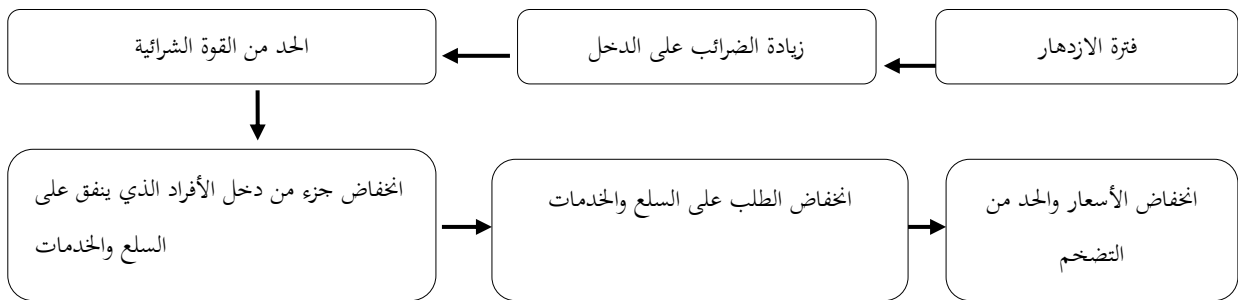 فترة الازدهار
زيادة الضرائب على الدخل
الحد من القوة الشرائية
انخفاض جزء من دخل الأفراد الذي ينفق على
السلع والخدمات
انخفاض الطلب على السلع والخدمات
انخفاض الأسعار والحد من
التضخم